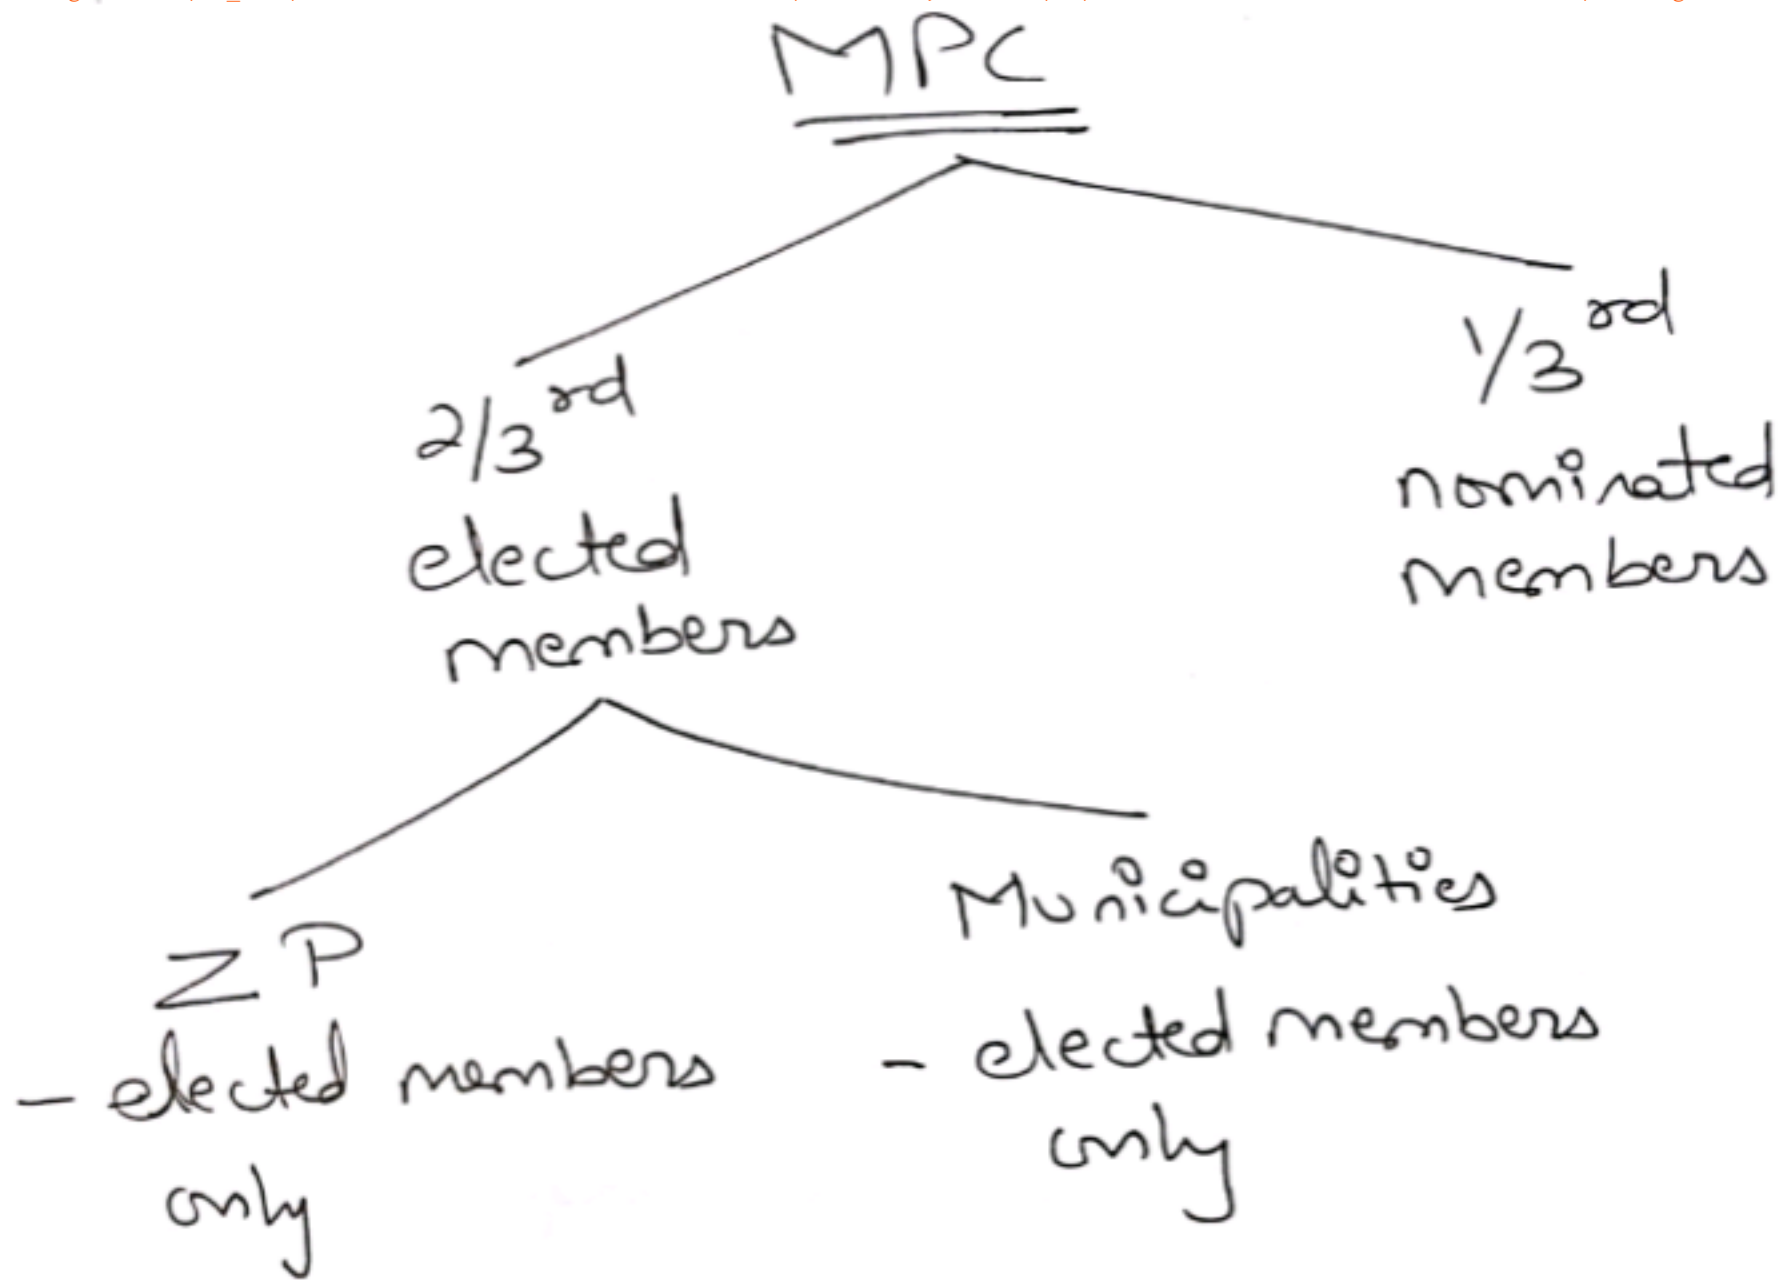 MPC
2/3rd
elected
members
1/3rd
nominated
members
ZP
- elected members
only
Municipalities
- elected members
only